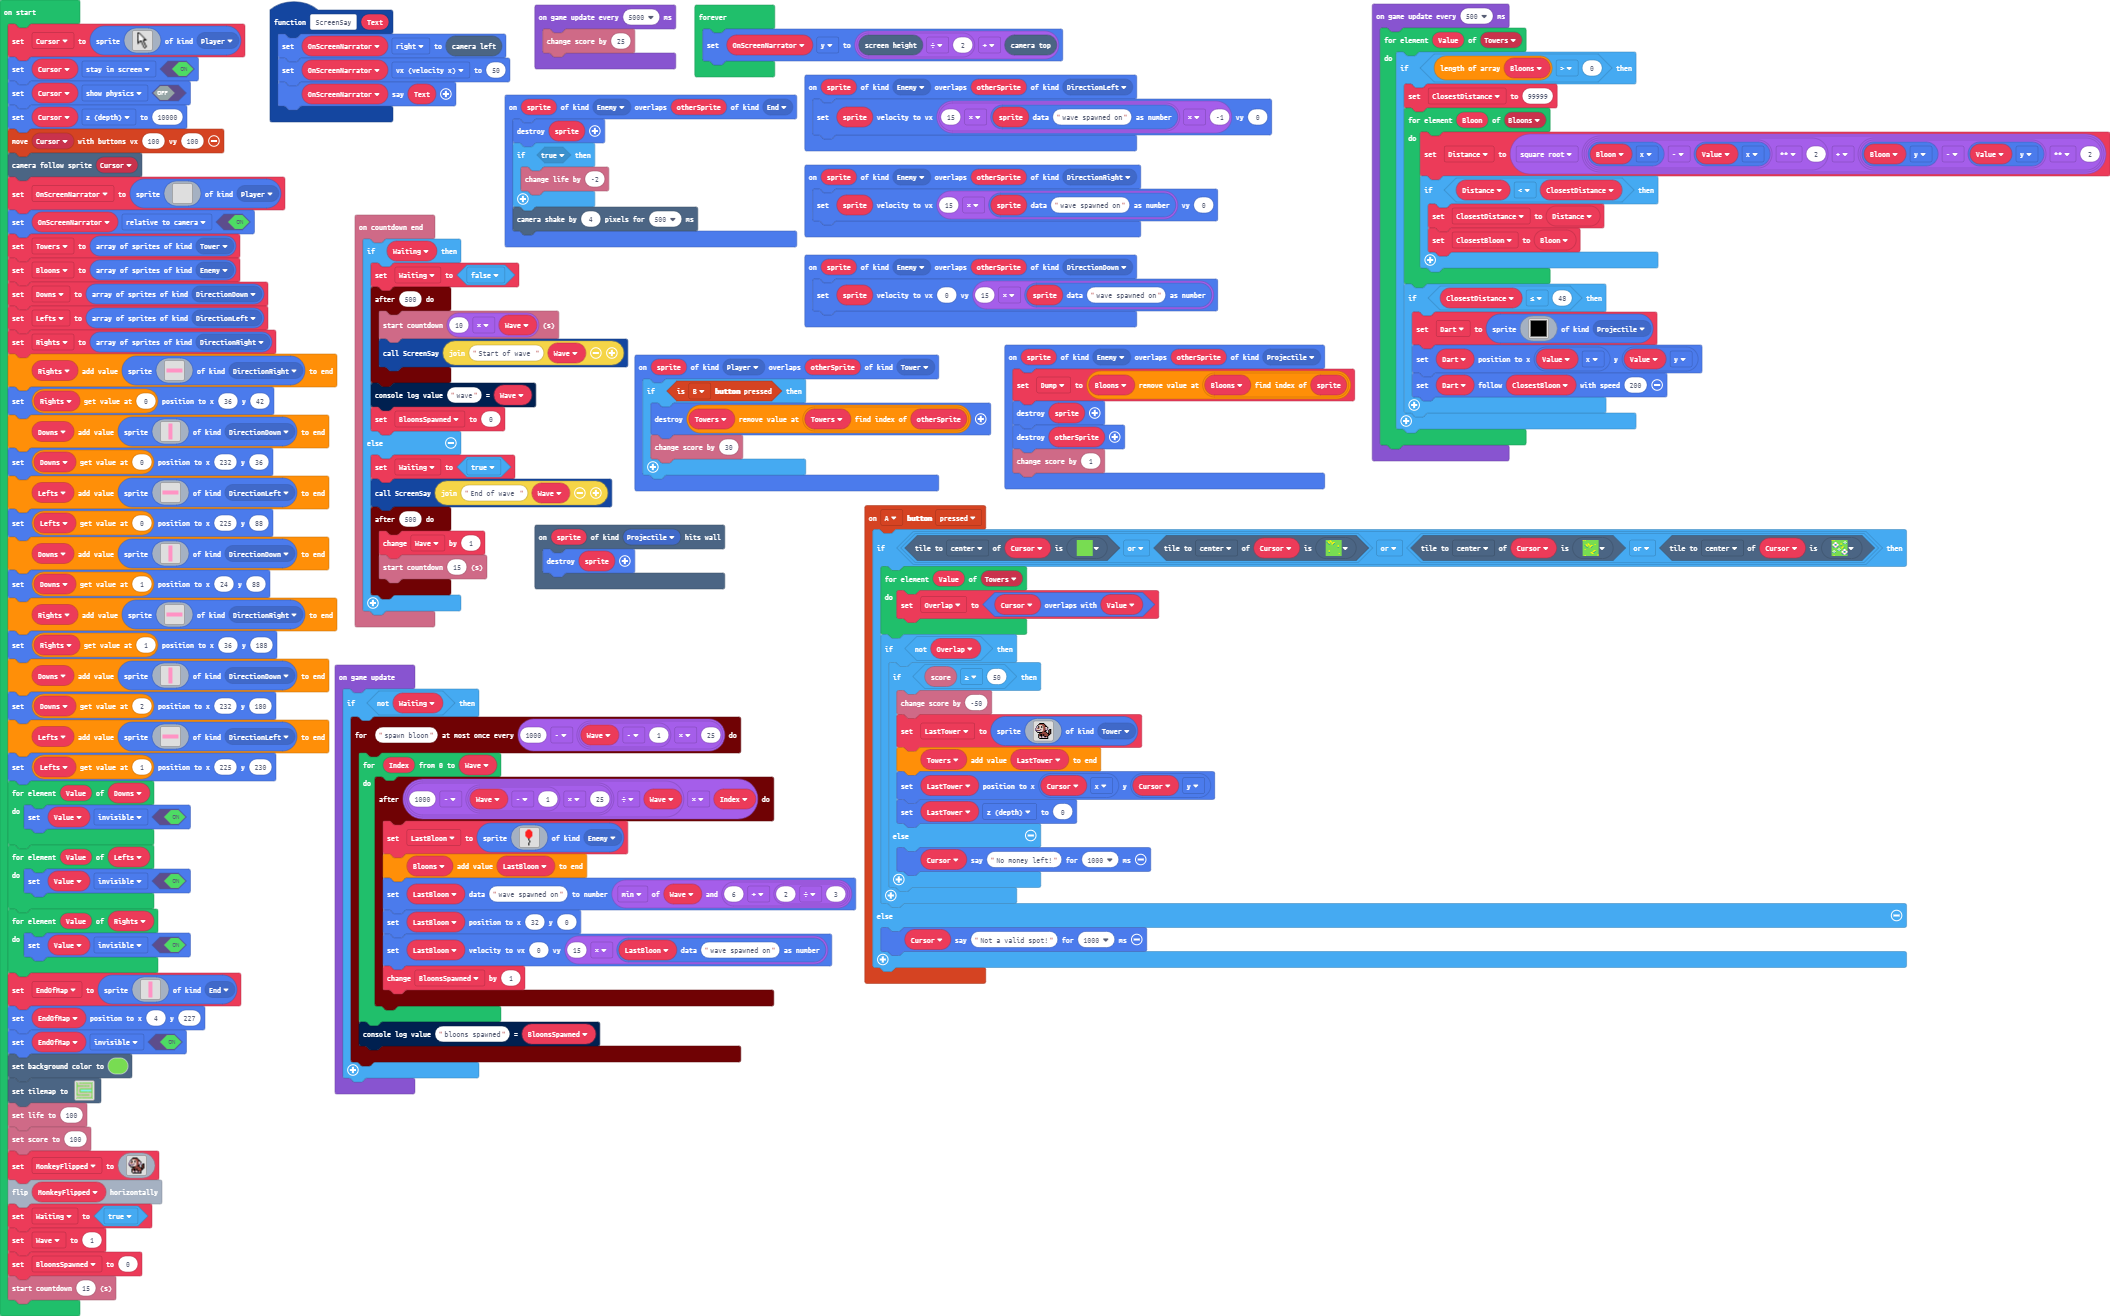 on start
set Cursor to sprite of kind Player
set Cursor stay in screen ON
set Cursor show physics OFF
set Cursor z (depth) to 10000
move Cursor with buttons vx 100 vy 100
camera follow sprite Cursor
set OnScreenNarrator to sprite of kind Player
set OnScreenNarrator relative to camera ON
set Towers to array of sprites of kind Tower
set Bloons to array of sprites of kind Enemy
set Downs to array of sprites of kind DirectionDown
set Lefts to array of sprites of kind DirectionLeft
set Rights to array of sprites of kind DirectionRight
Rights add value sprite of kind DirectionRight to end
set Rights get value at 0 position to x 36 y 42
Downs add value sprite of kind DirectionDown to end
set Downs get value at 0 position to x 232 y 36
Lefts add value sprite of kind DirectionLeft to end
set Lefts get value at 0 position to x 225 y 88
Downs add value sprite of kind DirectionDown to end
set Downs get value at 1 position to x 24 y 88
Rights add value sprite of kind DirectionRight to end
set Rights get value at 1 position to x 36 y 188
Downs add value sprite of kind DirectionDown to end
set Downs get value at 2 position to x 232 y 180
Lefts add value sprite of kind DirectionLeft to end
set Lefts get value at 1 position to x 225 y 230
for element Value of Downs
do set Value invisible ON
for element Value of Lefts
do set Value invisible ON
for element Value of Rights
do set Value invisible ON
set EndOfMap to sprite of kind End
set EndOfMap position to x 4 y 227
set EndOfMap invisible ON
set background color to
set tilemap to
set life to 100
set score to 100
set MonkeyFlipped to
flip MonkeyFlipped horizontally
set Waiting to true
set Wave to 1
set BloonsSpawned to 0
start countdown 15 (s)
function ScreenSay Text
set OnScreenNarrator right to camera left
set OnScreenNarrator vx (velocity x) to 50
OnScreenNarrator say Text
on game update every 5000 ms
change score by 25
forever
set OnScreenNarrator y to screen height ÷ 2 + camera top
on sprite of kind Enemy overlaps otherSprite of kind End
destroy sprite
if true then
change life by -2
camera shake by 4 pixels for 500 ms
on sprite of kind Enemy overlaps otherSprite of kind DirectionLeft
set sprite velocity to vx 15 × sprite data "wave spawned on" as number × -1 vy 0
on sprite of kind Enemy overlaps otherSprite of kind DirectionRight
set sprite velocity to vx 15 × sprite data "wave spawned on" as number vy 0
on sprite of kind Enemy overlaps otherSprite of kind DirectionDown
set sprite velocity to vx 0 vy 15 × sprite data "wave spawned on" as number
on countdown end
if Waiting then
set Waiting to false
after 500 do
start countdown 10 × Wave (s)
call ScreenSay join "Start of wave " Wave
console log value "wave" = Wave
set BloonsSpawned to 0
else
set Waiting to true
call ScreenSay join "End of wave " Wave
after 500 do
change Wave by 1
start countdown 15 (s)
on sprite of kind Player overlaps otherSprite of kind Tower
if is B button pressed then
destroy Towers remove value at Towers find index of otherSprite
change score by 30
on sprite of kind Enemy overlaps otherSprite of kind Projectile
set Dump to Bloons remove value at Bloons find index of sprite
destroy sprite
destroy otherSprite
change score by 1
on sprite of kind Projectile hits wall
destroy sprite
on game update
if not Waiting then
for "spawn bloon" at most once every 1000 - Wave - 1 × 25 do
for Index from 0 to Wave
do
after 1000 - Wave - 1 × 25 ÷ Wave × Index do
set LastBloon to sprite of kind Enemy
Bloons add value LastBloon to end
set LastBloon data "wave spawned on" to number min of Wave and 6 + 2 ÷ 3
set LastBloon position to x 32 y 0
set LastBloon velocity to vx 0 vy 15 × LastBloon data "wave spawned on" as number
change BloonsSpawned by 1
console log value "bloons spawned" = BloonsSpawned
on game update every 500 ms
for element Value of Towers
do if length of array Bloons > 0 then
set ClosestDistance to 99999
for element Bloon of Bloons
do set Distance to square root Bloon x - Value x ** 2 + Bloon y - Value y ** 2
if Distance < ClosestDistance then
set ClosestDistance to Distance
set ClosestBloon to Bloon
if ClosestDistance ≤ 48 then
set Dart to sprite of kind Projectile
set Dart position to x Value x y Value y
set Dart follow ClosestBloon with speed 200
on A button pressed
if tile to center of Cursor is or tile to center of Cursor is or tile to center of Cursor is or tile to center of Cursor is then
for element Value of Towers
do set Overlap to Cursor overlaps with Value
if not Overlap then
if score ≥ 50 then
change score by -50
set LastTower to sprite of kind Tower
Towers add value LastTower to end
set LastTower position to x Cursor x y Cursor y
set LastTower z (depth) to 0
else
Cursor say "No money left!" for 1000 ms
else
Cursor say "Not a valid spot!" for 1000 ms